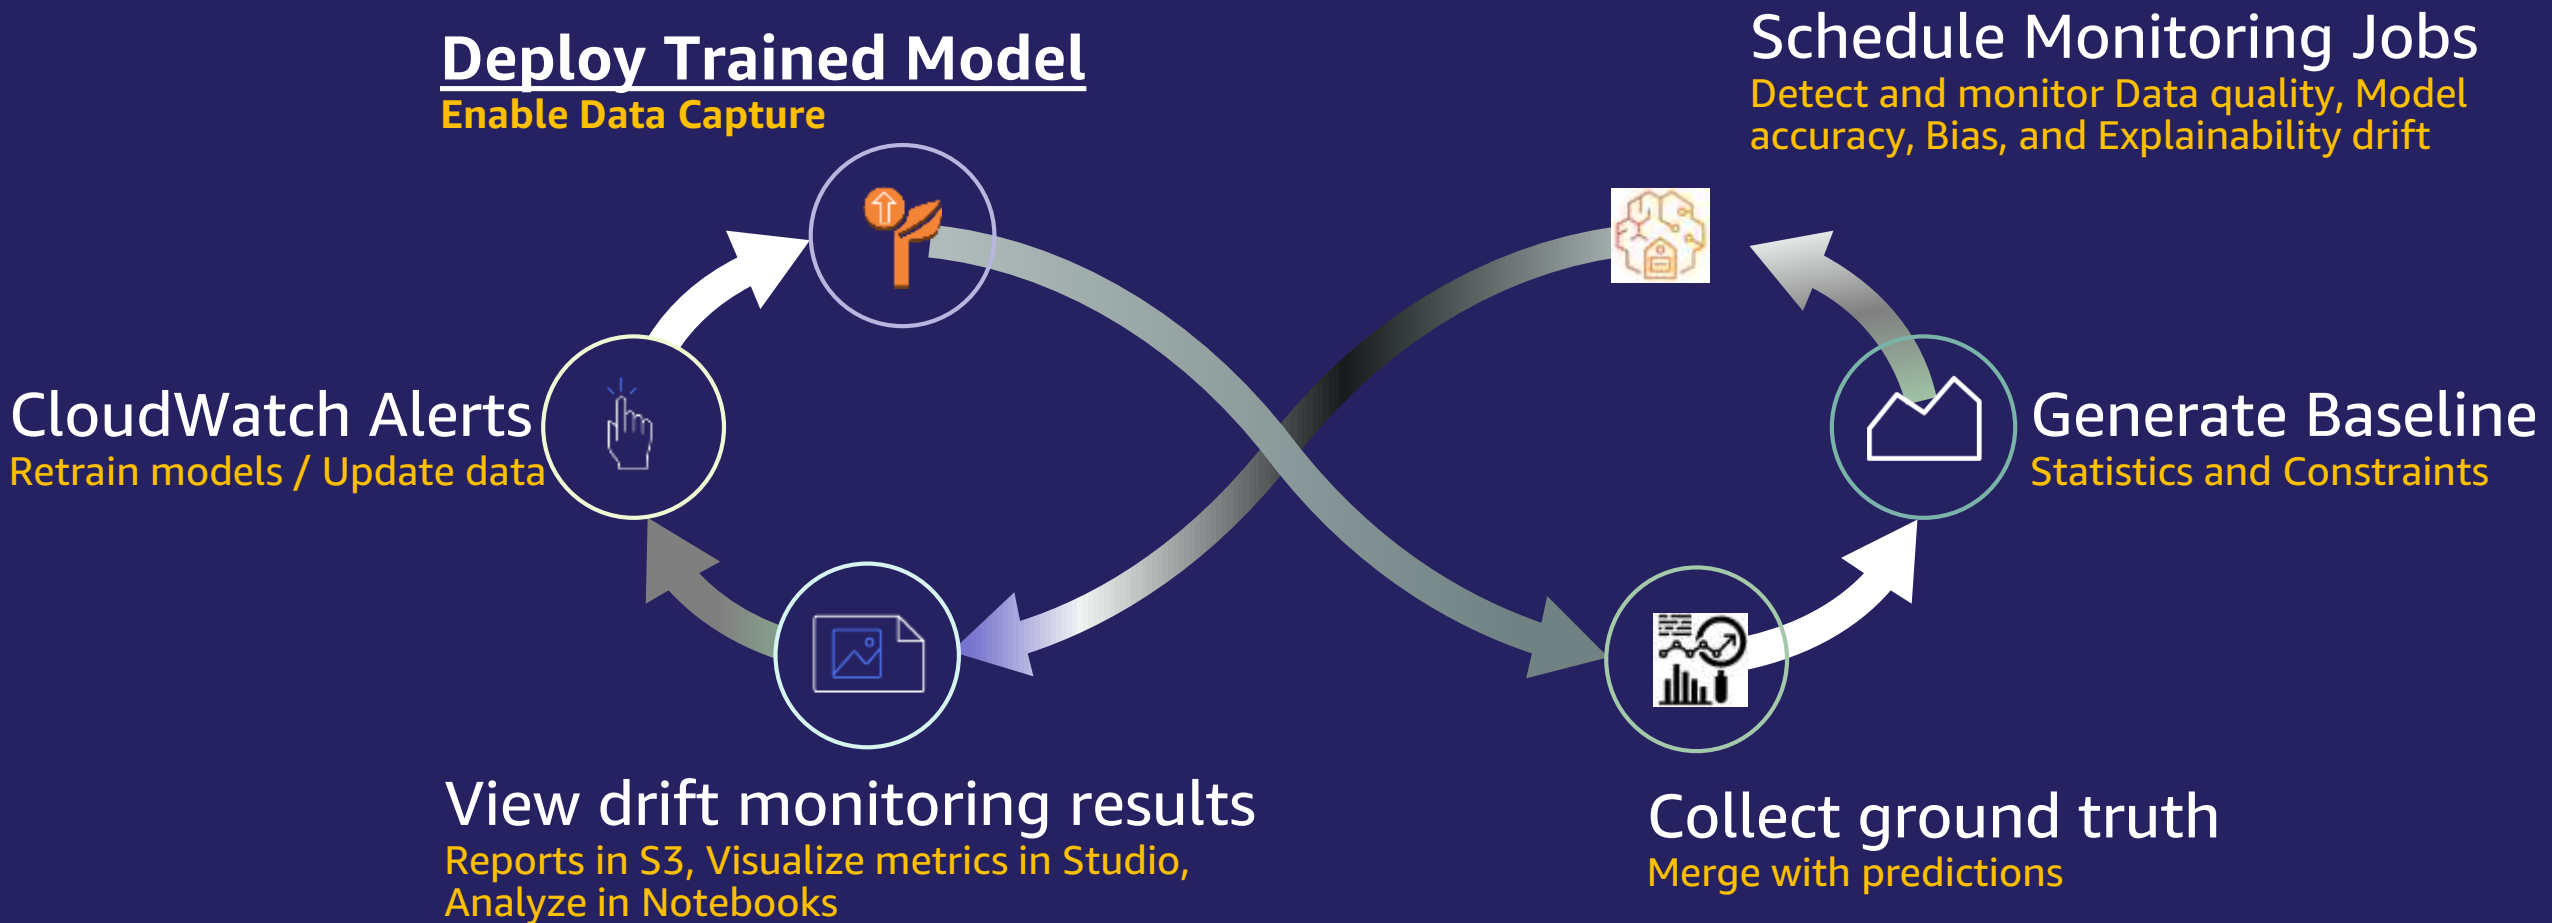 Deploy Trained Model
Enable Data Capture
Schedule Monitoring Jobs
Detect and monitor Data quality, Model
accuracy, Bias, and Explainability drift
CloudWatch Alerts
Retrain models / Update data
Generate Baseline
Statistics and Constraints
View drift monitoring results
Reports in S3, Visualize metrics in Studio,
Analyze in Notebooks
Collect ground truth
Merge with predictions